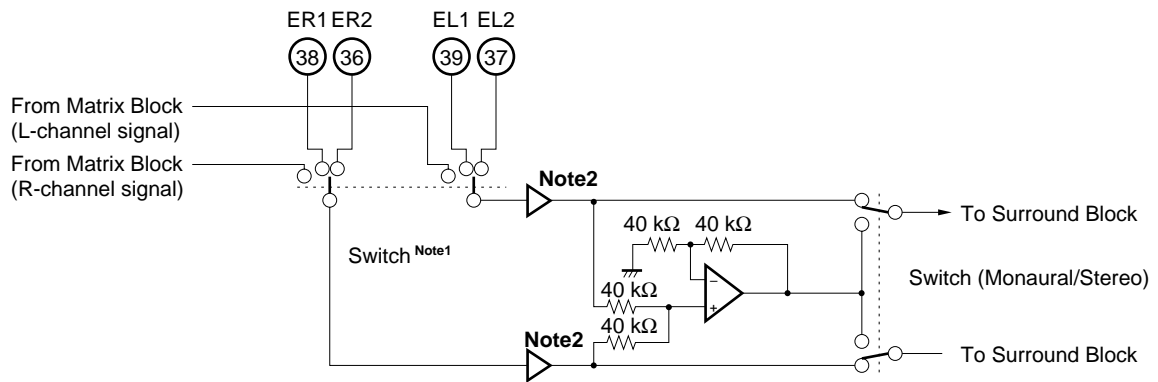 ER1 ER2 EL1 EL2
38 36 39 37
From Matrix Block
(L-channel signal)
From Matrix Block
(R-channel signal)
Note2
To Surround Block
40 kΩ 40 kΩ
Switch Note1
Switch (Monaural/Stereo)
−
40 kΩ
+
Note2
40 kΩ
To Surround Block